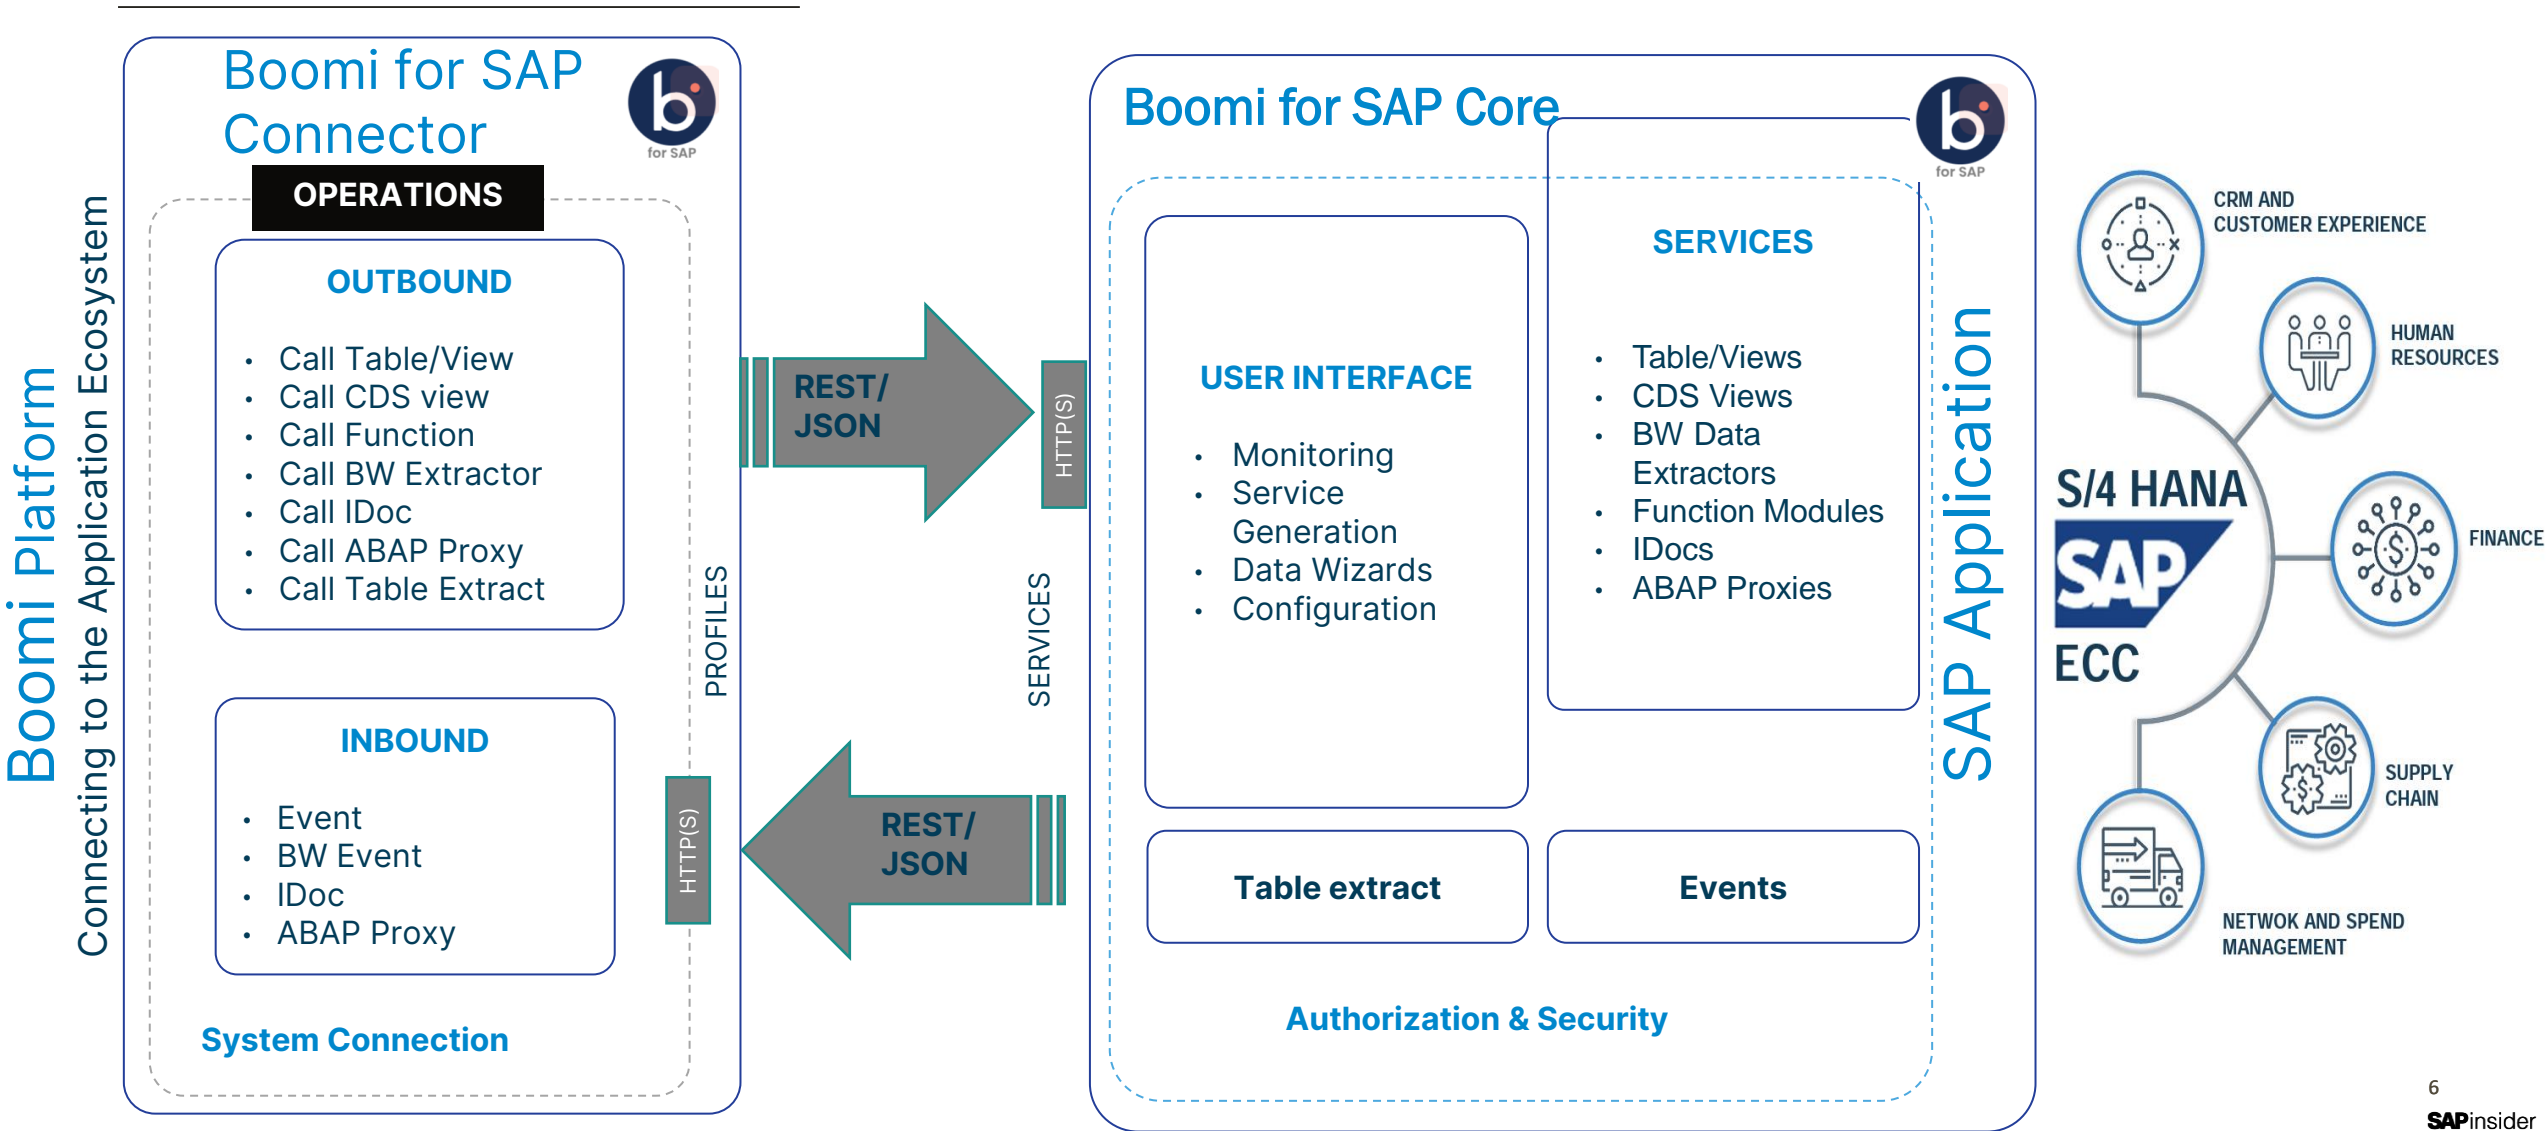 Boomi Platform
Connecting to the Application Ecosystem
Boomi for SAP
Connector
b
for SAP
OPERATIONS
OUTBOUND
• Call Table/View
• Call CDS view
• Call Function
• Call BW Extractor
• Call IDoc
• Call ABAP Proxy
• Call Table Extract
INBOUND
• Event
• BW Event
• IDoc
• ABAP Proxy
System Connection
PROFILES
HTTP(S)
REST/
JSON
REST/
JSON
HTTP(S)
SERVICES
Boomi for SAP Core
b
for SAP
USER INTERFACE
• Monitoring
• Service
Generation
• Data Wizards
• Configuration
SERVICES
• Table/Views
• CDS Views
• BW Data
Extractors
• Function Modules
• IDocs
• ABAP Proxies
Table extract
Events
Authorization & Security
SAP Application
S/4 HANA
SAP
ECC
CRM AND
CUSTOMER EXPERIENCE
HUMAN
RESOURCES
FINANCE
SUPPLY
CHAIN
NETWOK AND SPEND
MANAGEMENT
6
SAPinsider